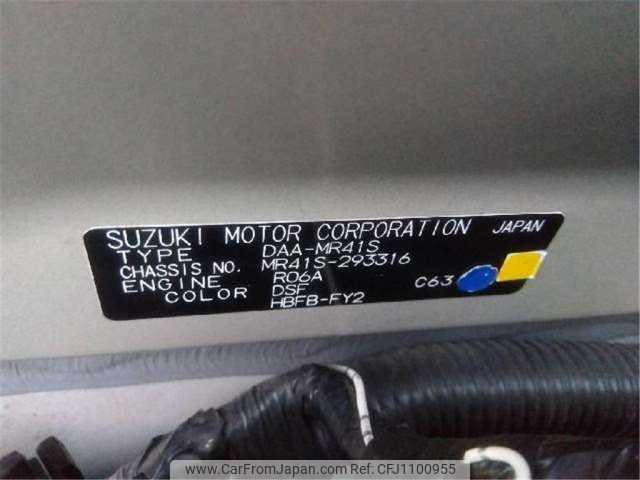 SUZUKI MOTOR CORPORATION JAPAN
TYPE DAA-MR41S
CHASSIS NO. MR41S-293316
ENGINE R06A C63
COLOR DSF
HBFB-FY2
www.CarFromJapan.com | Ref: CFJ1100955